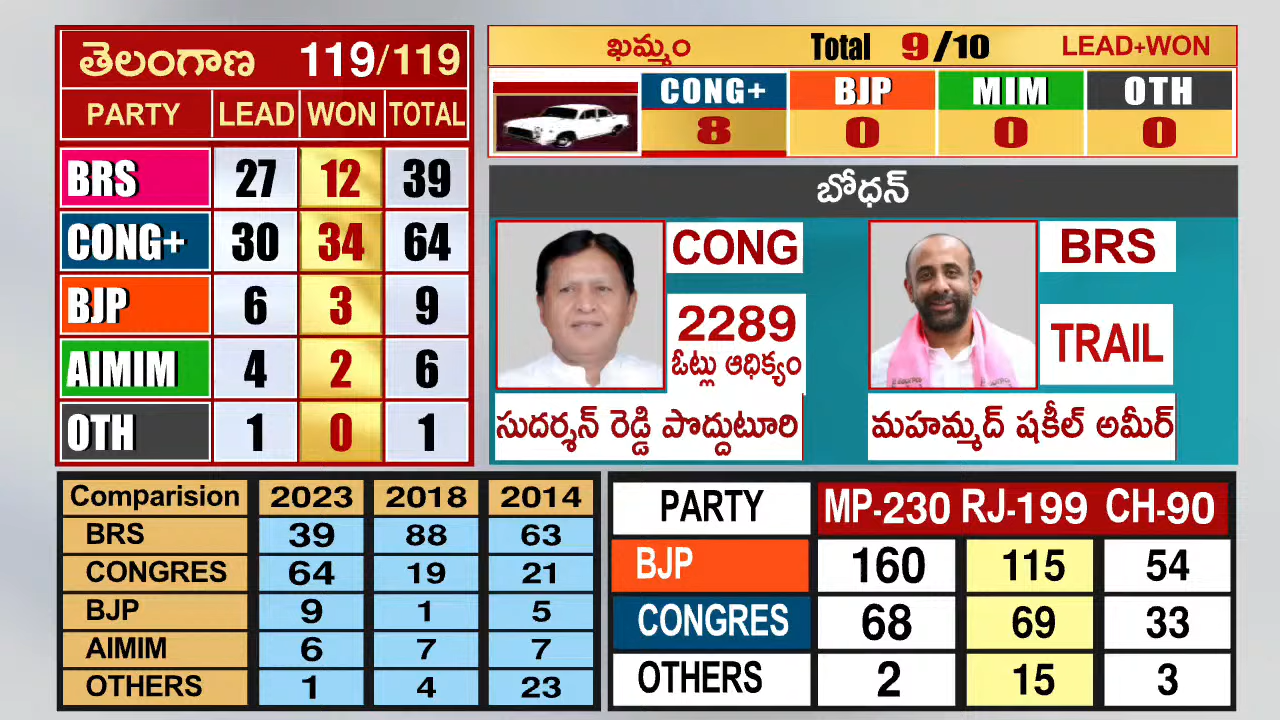 తెలంగాణ 119/119
PARTY LEAD WON TOTAL
BRS 27 12 39
CONG+ 30 34 64
BJP 6 3 9
AIMIM 4 2 6
OTH 1 0 1
ఖమ్మం Total 9/10 LEAD+WON
CONG+ BJP MIM OTH
8 0 0 0
బోధన్
CONG
2289
ఓట్లు ఆధిక్యం
సుదర్శన్ రెడ్డి పొద్దుటూరి
BRS
TRAIL
మహమ్మద్ షకీల్ అమీర్
Comparision 2023 2018 2014
BRS 39 88 63
CONGRES 64 19 21
BJP 9 1 5
AIMIM 6 7 7
OTHERS 1 4 23
PARTY MP-230 RJ-199 CH-90
BJP 160 115 54
CONGRES 68 69 33
OTHERS 2 15 3